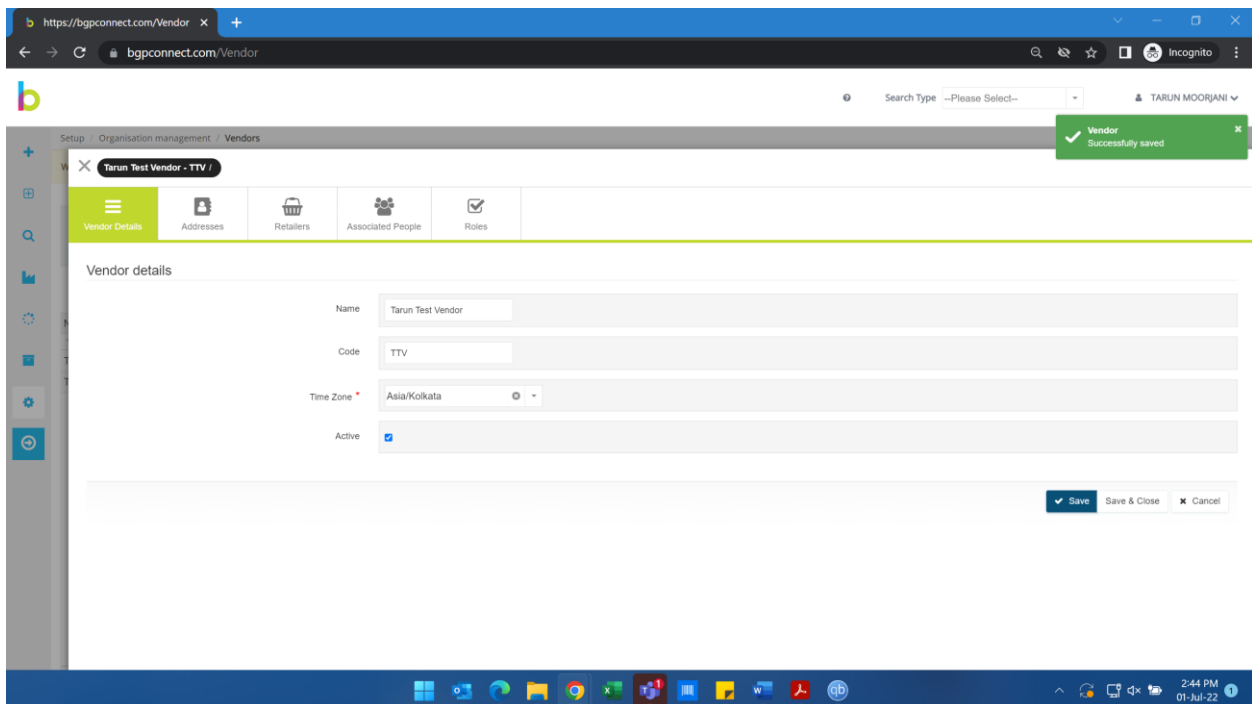 https://bgpconnect.com/Vendor
bgpconnect.com/Vendor
Incognito
b
Search Type --Please Select--
TARUN MOORJANI
Setup / Organisation management / Vendors
Vendor
Successfully saved
Tarun Test Vendor - TTV /
Vendor Details
Addresses
Retailers
Associated People
Roles
Vendor details
Name Tarun Test Vendor
Code TTV
Time Zone * Asia/Kolkata
Active
Save Save & Close Cancel
2:44 PM
01-Jul-22